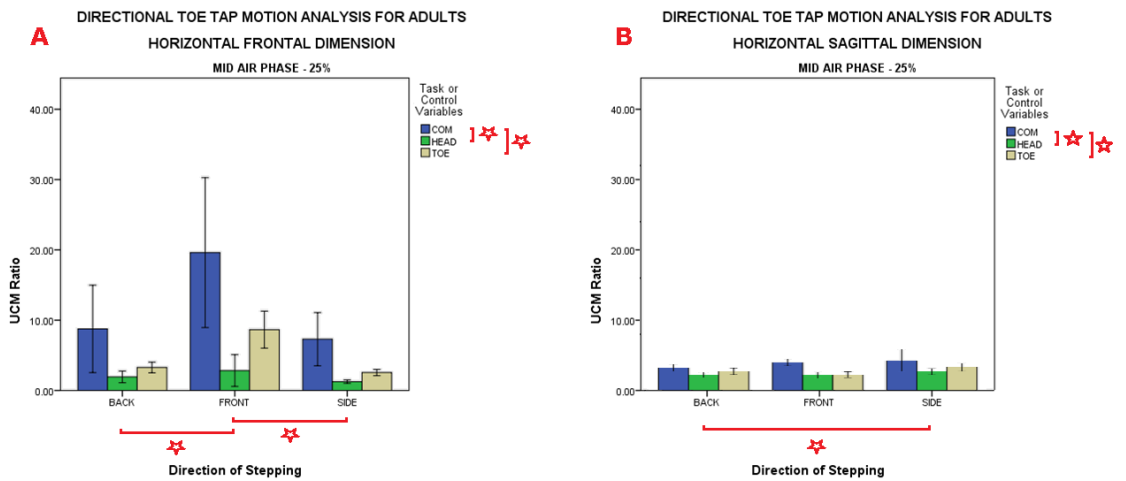 DIRECTIONAL TOE TAP MOTION ANALYSIS FOR ADULTS
A
HORIZONTAL FRONTAL DIMENSION
MID AIR PHASE - 25%
Task or
Control
Variables
COM
HEAD
TOE
40.00
30.00
20.00
10.00
0.00
UCM Ratio
BACK FRONT SIDE
Direction of Stepping
DIRECTIONAL TOE TAP MOTION ANALYSIS FOR ADULTS
B
HORIZONTAL SAGITTAL DIMENSION
MID AIR PHASE - 25%
Task or
Control
Variables
COM
HEAD
TOE
40.00
30.00
20.00
10.00
0.00
UCM Ratio
BACK FRONT SIDE
Direction of Stepping